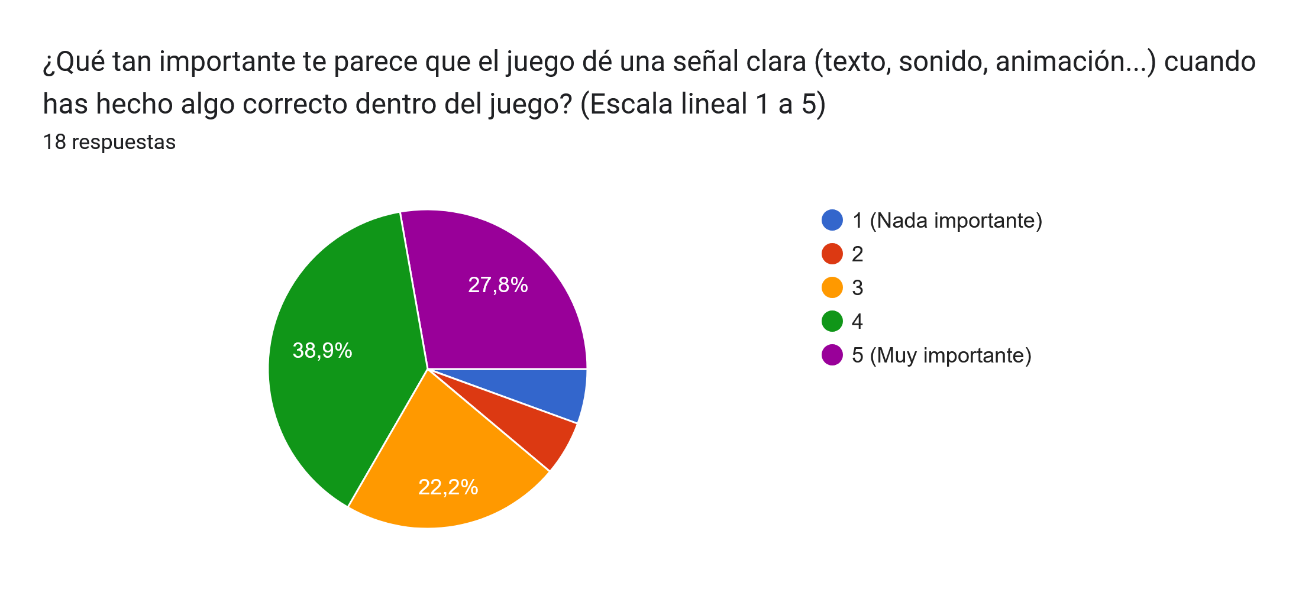 ¿Qué tan importante te parece que el juego dé una señal clara (texto, sonido, animación...) cuando
has hecho algo correcto dentro del juego? (Escala lineal 1 a 5)
18 respuestas
1 (Nada importante)
2
3
4
5 (Muy importante)
27,8%
38,9%
22,2%